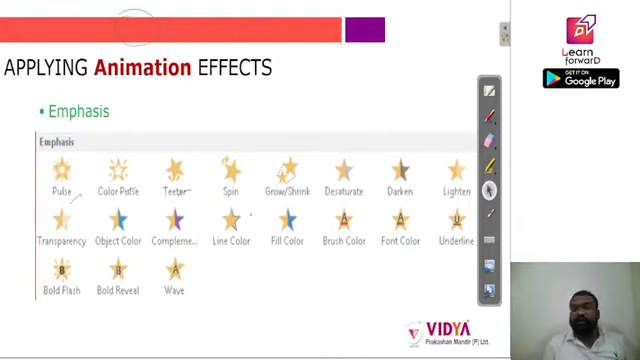 Learn
forwarD
GET IT ON
Google Play
APPLYING Animation EFFECTS
• Emphasis
Emphasis
Pulse Color Pulse Teeter Spin Grow/Shrink Desaturate Darken Lighten
Transparency Object Color Compleme... Line Color Fill Color Brush Color Font Color Underline
Bold Flash Bold Reveal Wave
VIDYA
Prakashan Mandir [P] Ltd.